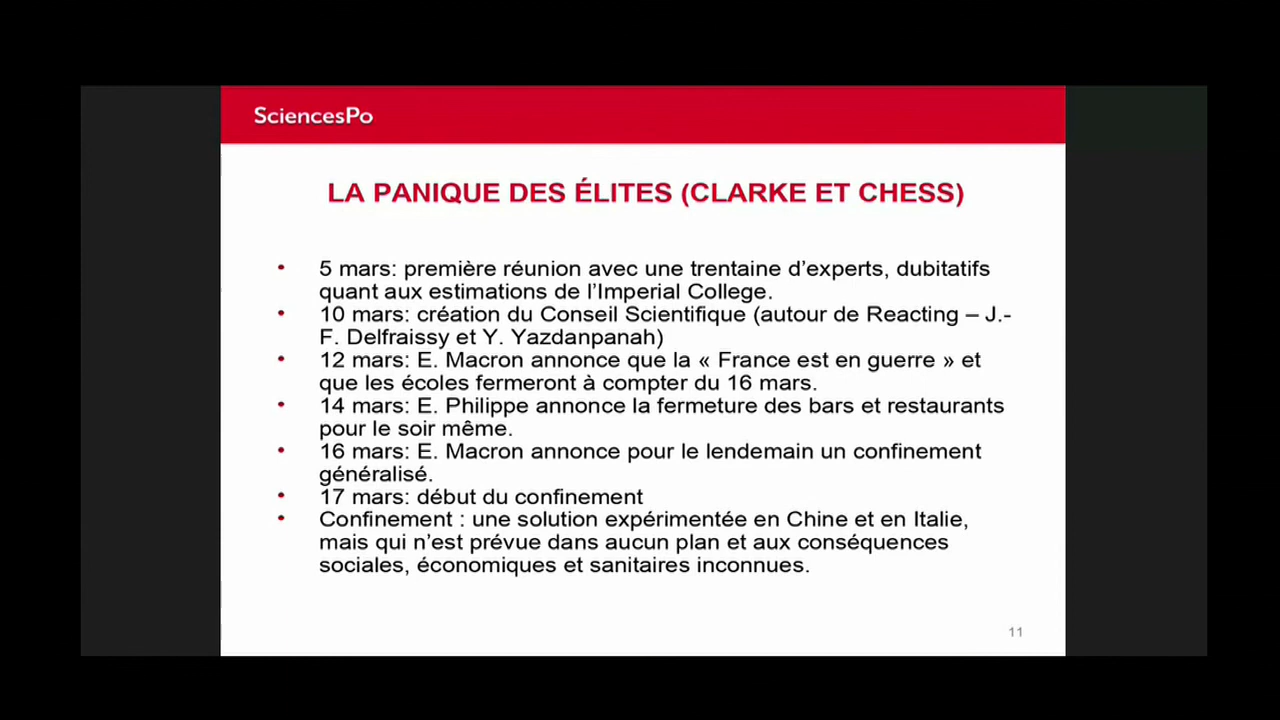 SciencesPo
LA PANIQUE DES ÉLITES (CLARKE ET CHESS)
• 5 mars: première réunion avec une trentaine d’experts, dubitatifs
quant aux estimations de l’Imperial College.
• 10 mars: création du Conseil Scientifique (autour de Reacting – J.-
F. Delfraissy et Y. Yazdanpanah)
• 12 mars: E. Macron annonce que la « France est en guerre » et
que les écoles fermeront à compter du 16 mars.
• 14 mars: E. Philippe annonce la fermeture des bars et restaurants
pour le soir même.
• 16 mars: E. Macron annonce pour le lendemain un confinement
généralisé.
• 17 mars: début du confinement
• Confinement : une solution expérimentée en Chine et en Italie,
mais qui n’est prévue dans aucun plan et aux conséquences
sociales, économiques et sanitaires inconnues.
11